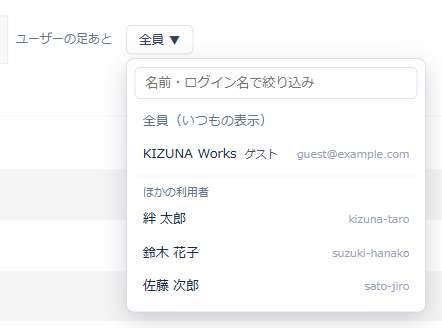 ユーザーの足あと 全員 ▼
名前・ログイン名で絞り込み
全員（いつもの表示）
KIZUNA Works ゲスト guest@example.com
ほかの利用者
絆 太郎 kizuna-taro
鈴木 花子 suzuki-hanako
佐藤 次郎 sato-jiro